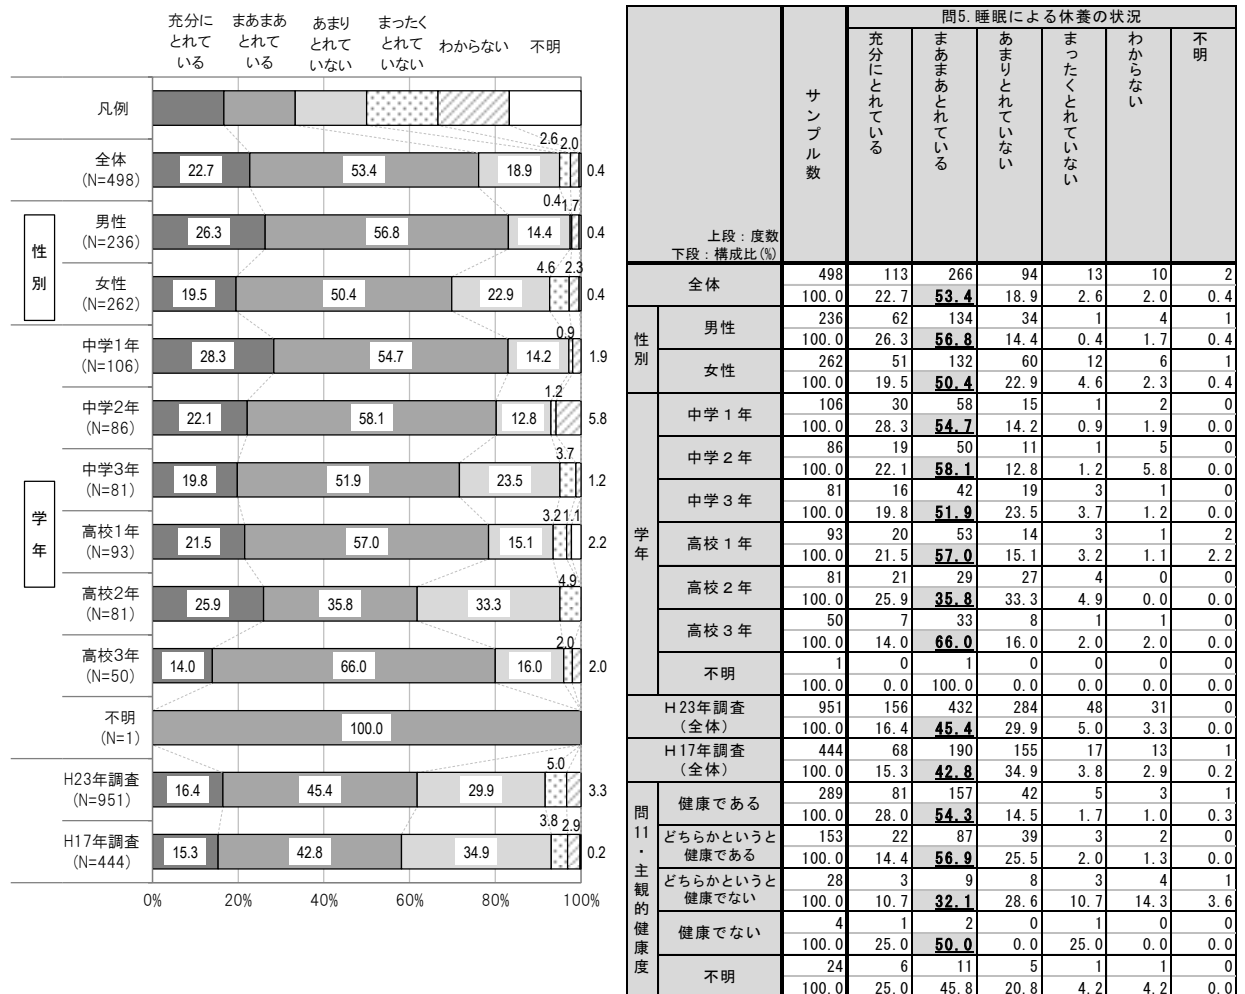 充分に
とれて
いる
まあまあ
とれて
いる
あまり
とれて
いない
まったく
とれて
いない
わからない
不明
凡例
全体
(N=498)
22.7
53.4
18.9
2.6
2.0
0.4
性別
男性
(N=236)
26.3
56.8
14.4
0.4
1.7
0.4
女性
(N=262)
19.5
50.4
22.9
4.6
2.3
0.4
学年
中学1年
(N=106)
28.3
54.7
14.2
0.9
1.9
中学2年
(N=86)
22.1
58.1
12.8
1.2
5.8
中学3年
(N=81)
19.8
51.9
23.5
3.7
1.2
高校1年
(N=93)
21.5
57.0
15.1
3.2
1.1
2.2
高校2年
(N=81)
25.9
35.8
33.3
4.9
高校3年
(N=50)
14.0
66.0
16.0
2.0
2.0
不明
(N=1)
100.0
H23年調査
(N=951)
16.4
45.4
29.9
5.0
3.3
H17年調査
(N=444)
15.3
42.8
34.9
3.8
2.9
0.2
0% 20% 40% 60% 80% 100%
問5.睡眠による休養の状況
サンプル数
充分にとれている
まあまあとれている
あまりとれていない
まったくとれていない
わからない
不明
上段:度数
下段:構成比(%)
全体
498 113 266 94 13 10 2
100.0 22.7 53.4 18.9 2.6 2.0 0.4
性別
男性
236 62 134 34 1 4 1
100.0 26.3 56.8 14.4 0.4 1.7 0.4
女性
262 51 132 60 12 6 1
100.0 19.5 50.4 22.9 4.6 2.3 0.4
学年
中学1年
106 30 58 15 1 2 0
100.0 28.3 54.7 14.2 0.9 1.9 0.0
中学2年
86 19 50 11 1 5 0
100.0 22.1 58.1 12.8 1.2 5.8 0.0
中学3年
81 16 42 19 3 1 0
100.0 19.8 51.9 23.5 3.7 1.2 0.0
高校1年
93 20 53 14 3 1 2
100.0 21.5 57.0 15.1 3.2 1.1 2.2
高校2年
81 21 29 27 4 0 0
100.0 25.9 35.8 33.3 4.9 0.0 0.0
高校3年
50 7 33 8 1 1 0
100.0 14.0 66.0 16.0 2.0 2.0 0.0
不明
1 0 1 0 0 0 0
100.0 0.0 100.0 0.0 0.0 0.0 0.0
H23年調査
(全体)
951 156 432 284 48 31 0
100.0 16.4 45.4 29.9 5.0 3.3 0.0
H17年調査
(全体)
444 68 190 155 17 13 1
100.0 15.3 42.8 34.9 3.8 2.9 0.2
問11・主観的健康度
健康である
289 81 157 42 5 3 1
100.0 28.0 54.3 14.5 1.7 1.0 0.3
どちらかというと
健康である
153 22 87 39 3 2 0
100.0 14.4 56.9 25.5 2.0 1.3 0.0
どちらかというと
健康でない
28 3 9 8 3 4 1
100.0 10.7 32.1 28.6 10.7 14.3 3.6
健康でない
4 1 2 0 1 0 0
100.0 25.0 50.0 0.0 25.0 0.0 0.0
不明
24 6 11 5 1 1 0
100.0 25.0 45.8 20.8 4.2 4.2 0.0